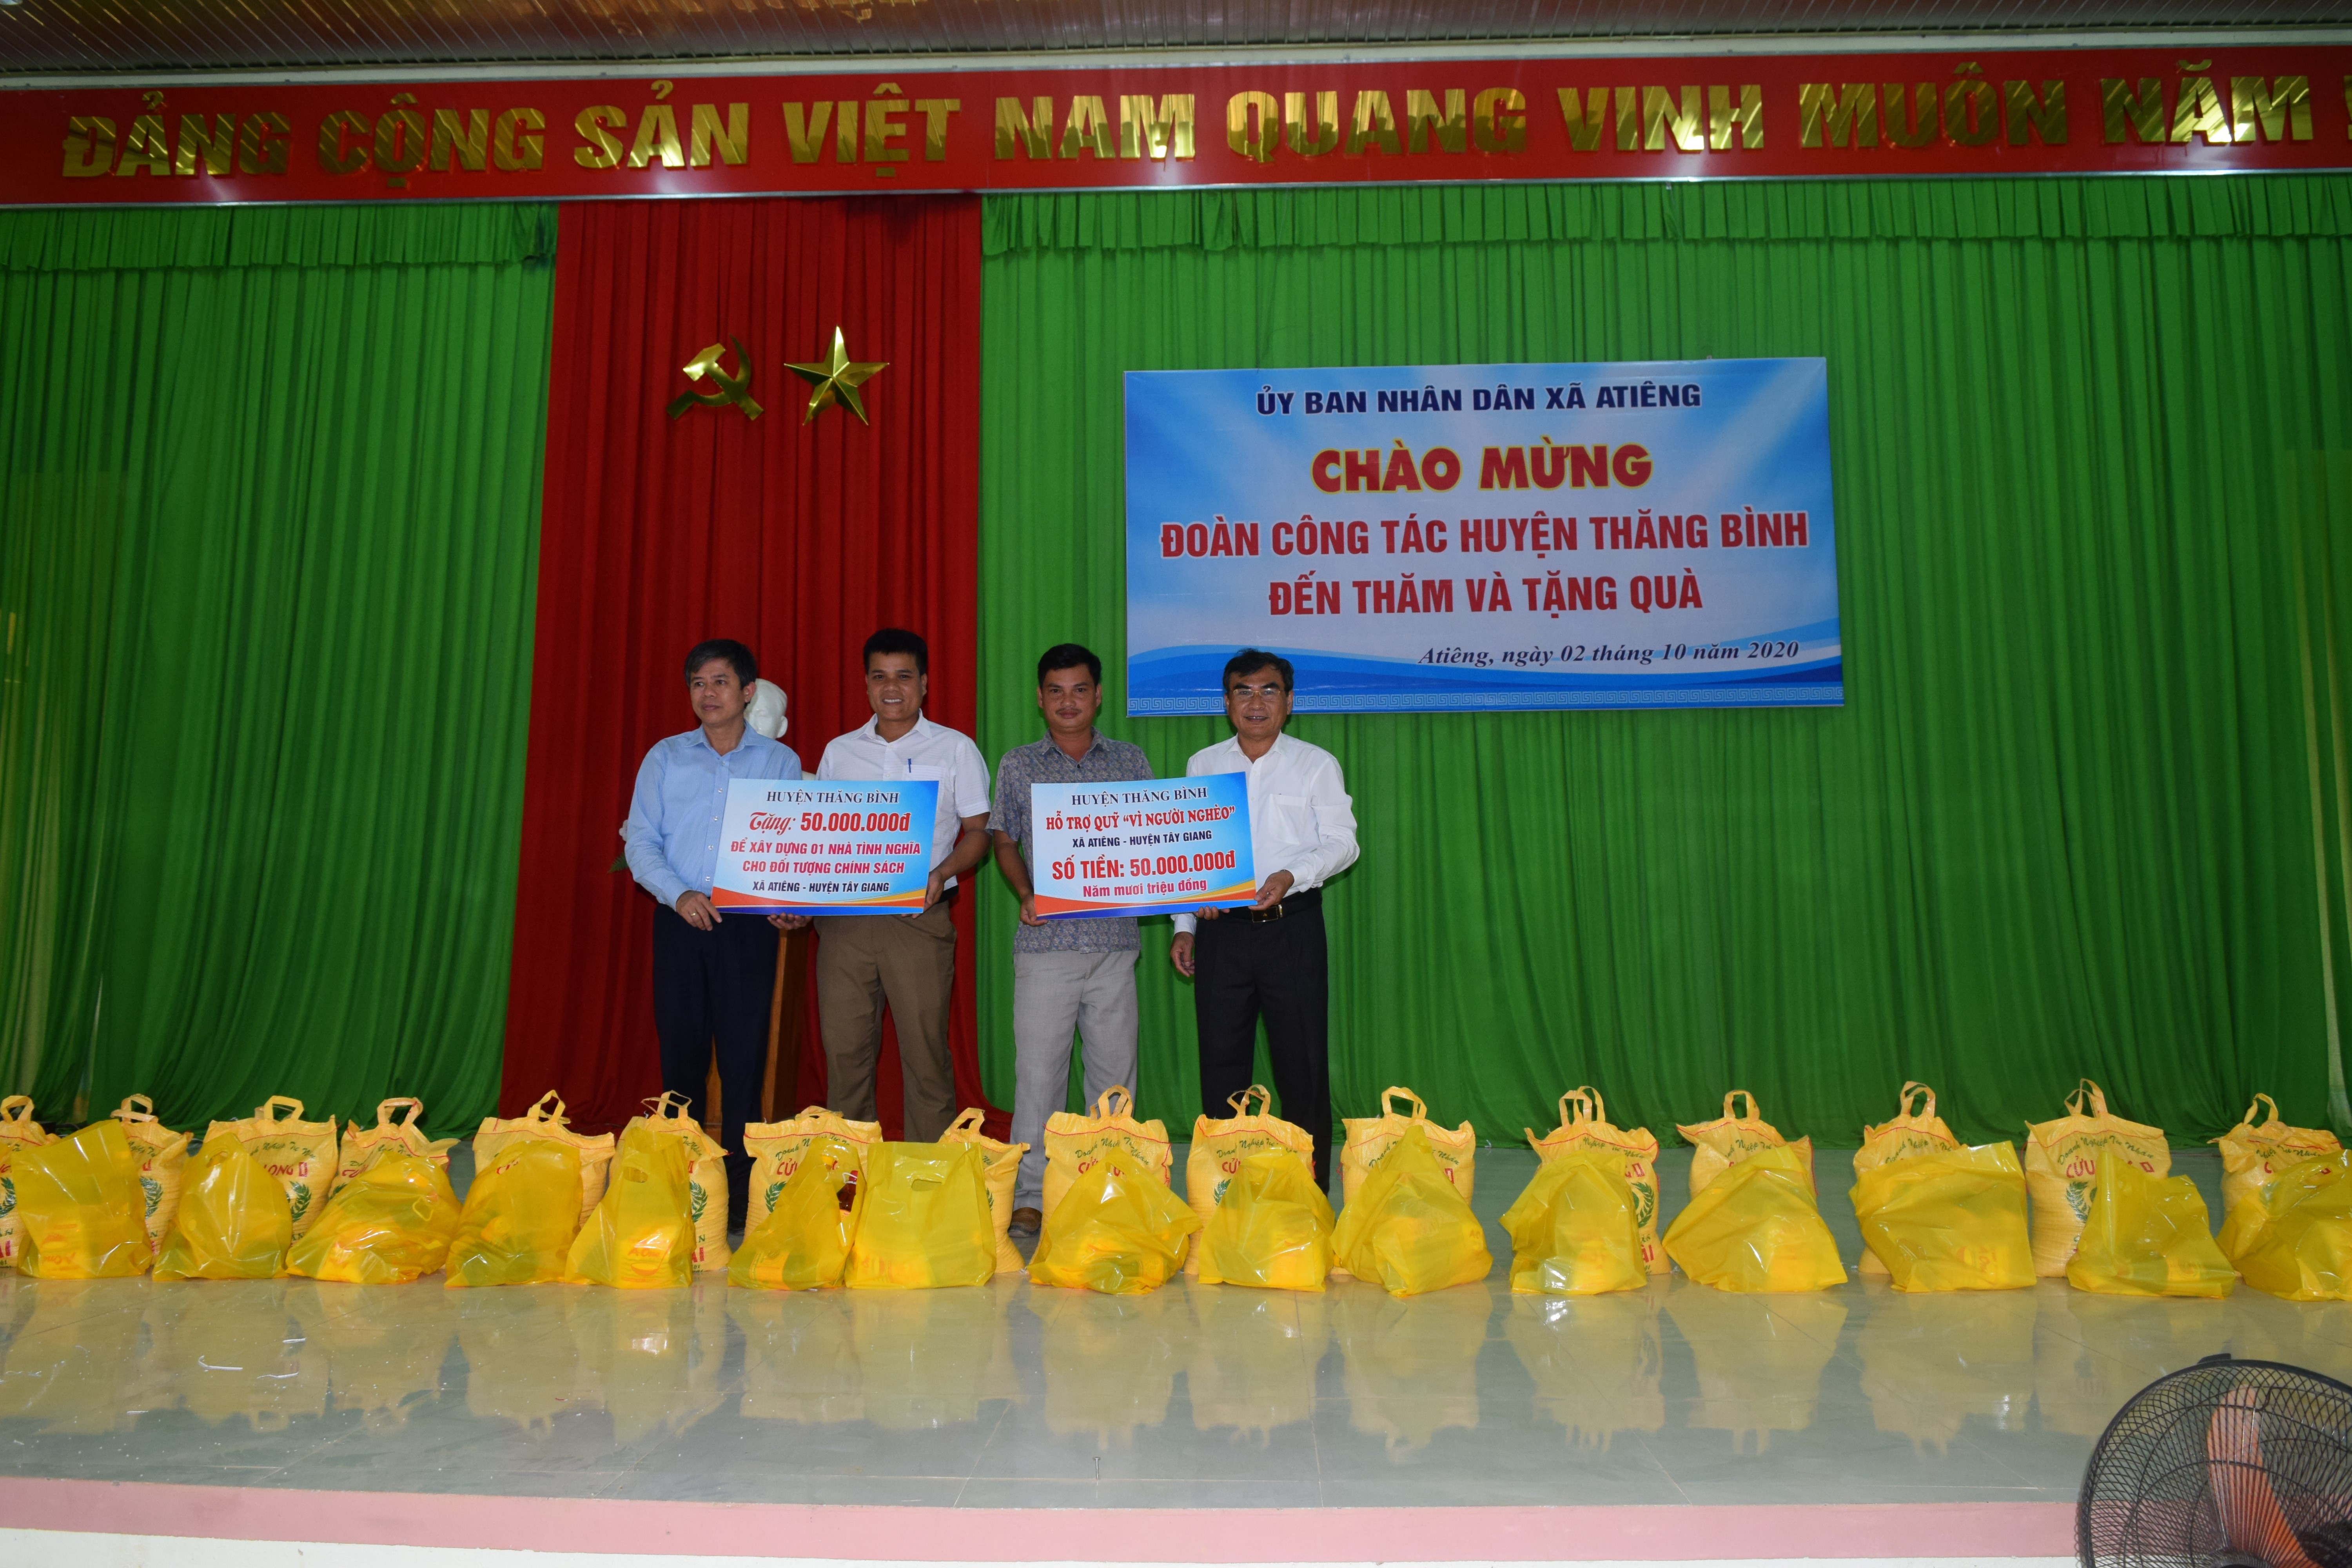 ĐẢNG CỘNG SẢN VIỆT NAM QUANG VINH MUÔN NĂM
ỦY BAN NHÂN DÂN XÃ ATIÊNG
CHÀO MỪNG
ĐOÀN CÔNG TÁC HUYỆN THĂNG BÌNH
ĐẾN THĂM VÀ TẶNG QUÀ
Atiêng, ngày 02 tháng 10 năm 2020
HUYỆN THĂNG BÌNH
Tặng: 50.000.000đ
ĐỂ XÂY DỰNG 01 NHÀ TÌNH NGHĨA
CHO ĐỐI TƯỢNG CHÍNH SÁCH
XÃ ATIÊNG - HUYỆN TÂY GIANG
HUYỆN THĂNG BÌNH
HỖ TRỢ QUỸ "VÌ NGƯỜI NGHÈO"
XÃ ATIÊNG - HUYỆN TÂY GIANG
SỐ TIỀN: 50.000.000đ
Năm mươi triệu đồng